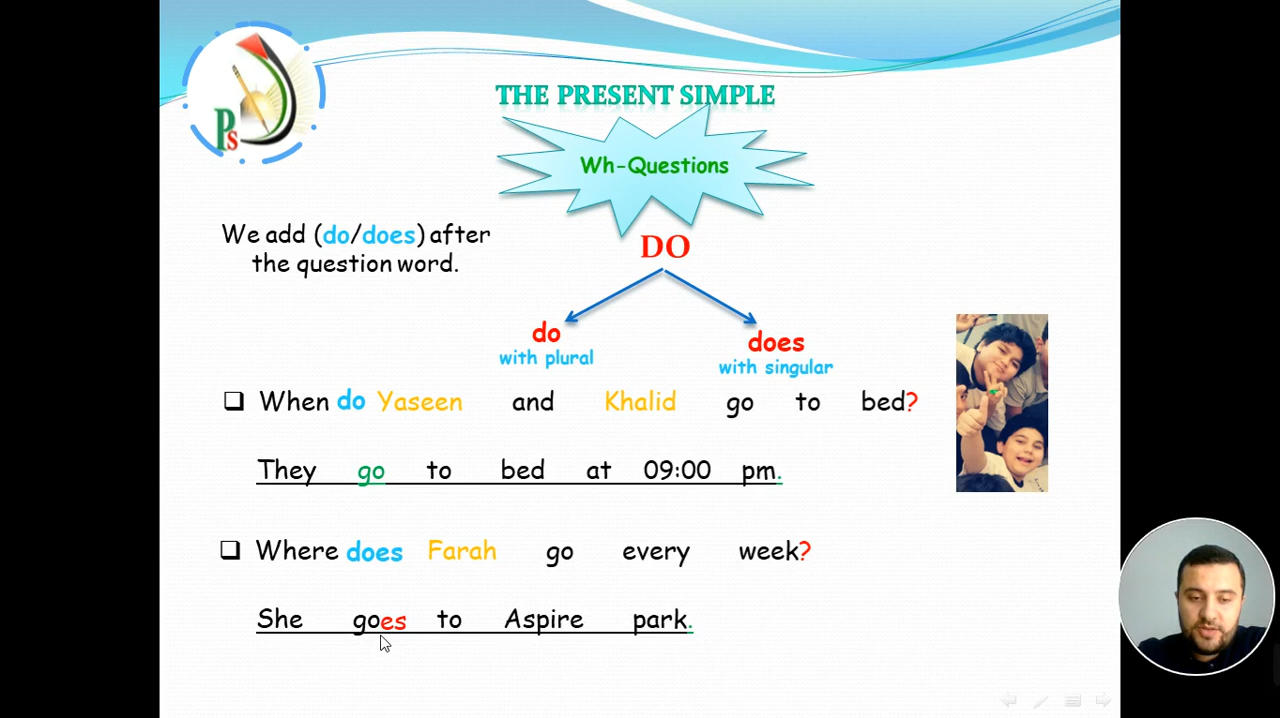 Ps
THE PRESENT SIMPLE
Wh-Questions
We add (do/does) after
the question word.
DO
do
with plural
does
with singular
When do Yaseen and Khalid go to bed?
They go to bed at 09:00 pm.
Where does Farah go every week?
She goes to Aspire park.